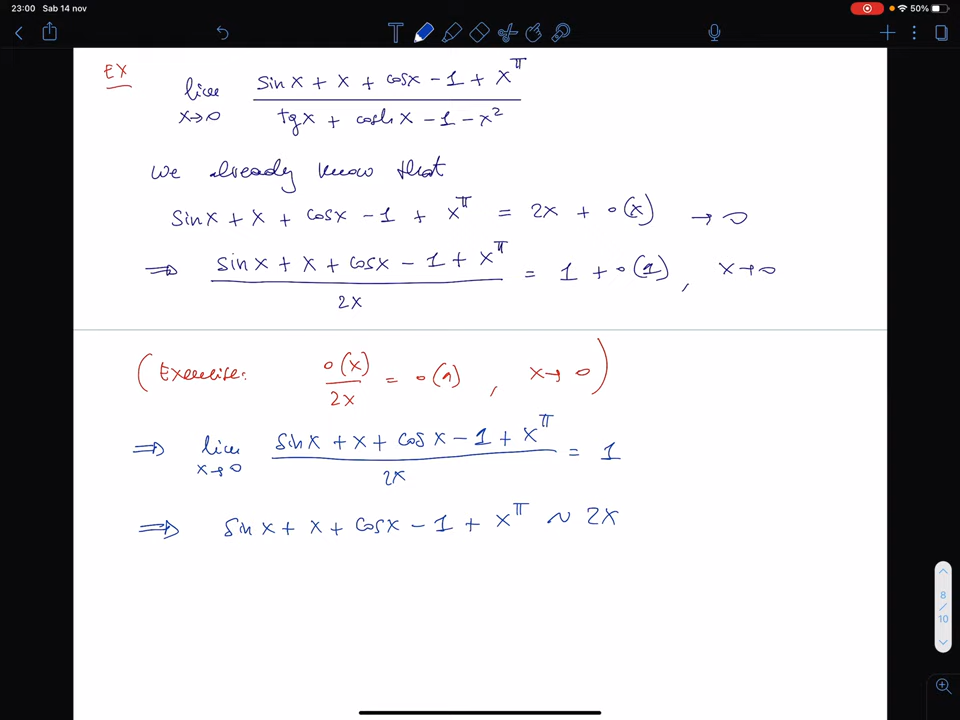 23:00 Sab 14 nov 50%
EX lim x→0 (sin x + x + cos x − 1 + x^π) / (tg x + cosh x − 1 − x²)
We already know that
sin x + x + cos x − 1 + x^π = 2x + o(x) → 0
⇒ (sin x + x + cos x − 1 + x^π) / 2x = 1 + o(1), x→0
(Exercise: o(x) / 2x = o(1), x→0)
⇒ lim x→0 (sin x + x + cos x − 1 + x^π) / 2x = 1
⇒ sin x + x + cos x − 1 + x^π ~ 2x
8 / 10